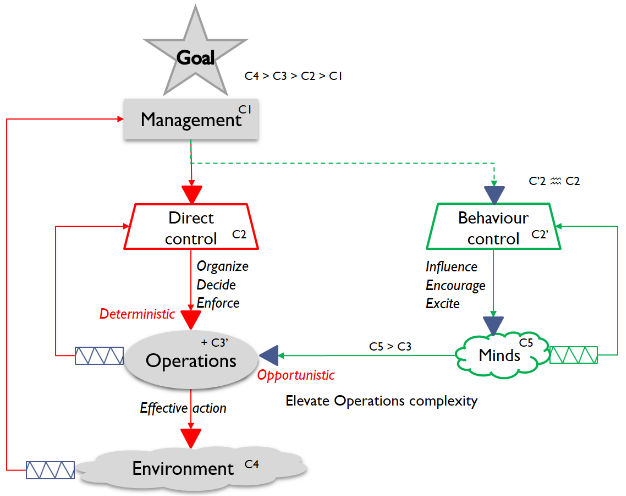 Goal
C4 > C3 > C2 > C1
Management C1
C'2 ⩬ C2
Direct
control C2
Behaviour
control C2'
Organize
Decide
Enforce
Influence
Encourage
Excite
Deterministic
+ C3'
Operations
C5 > C3
Minds C5
Opportunistic
Elevate Operations complexity
Effective action
Environment C4